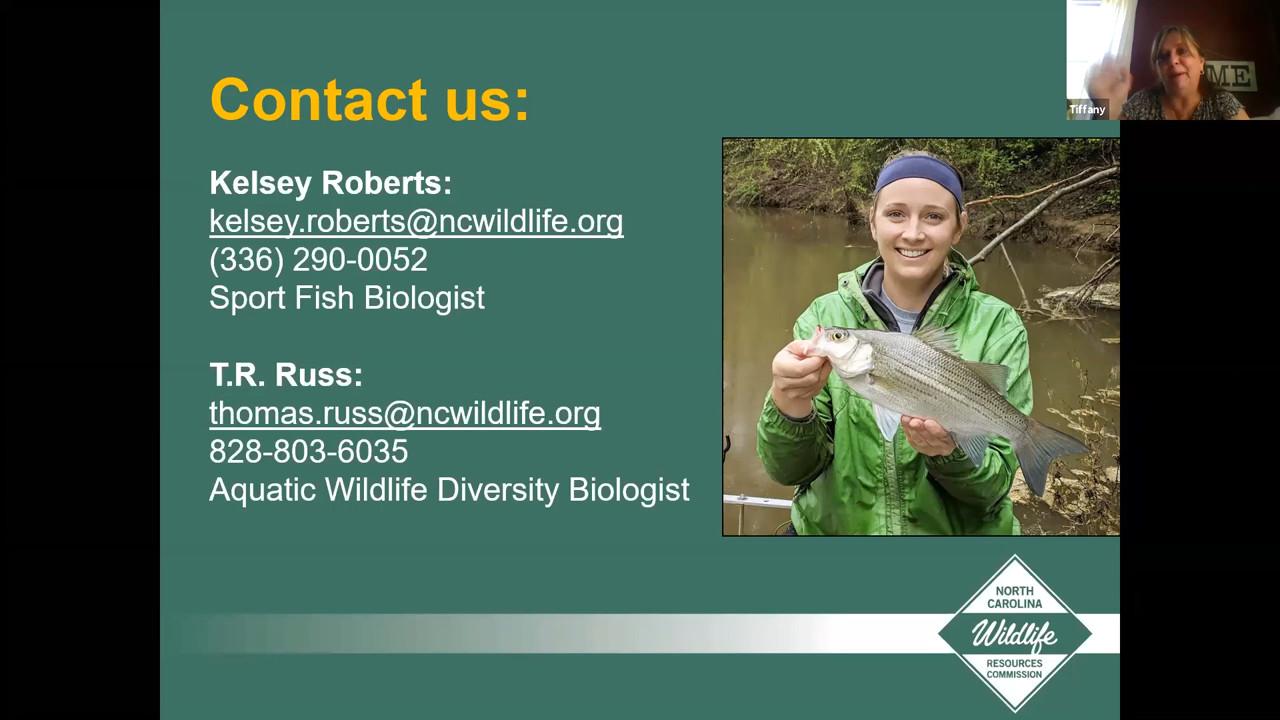 Contact us:
Kelsey Roberts:
kelsey.roberts@ncwildlife.org
(336) 290-0052
Sport Fish Biologist
T.R. Russ:
thomas.russ@ncwildlife.org
828-803-6035
Aquatic Wildlife Diversity Biologist
Tiffany
ME
NORTH
CAROLINA
Wildlife
RESOURCES
COMMISSION